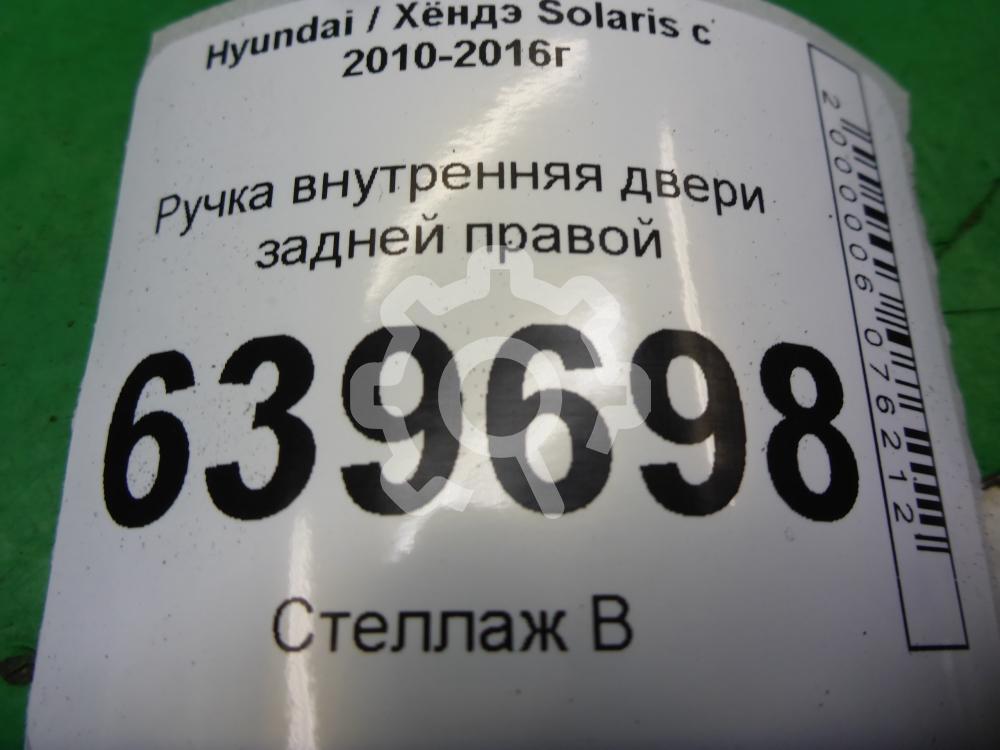 Hyundai / Хёндэ Solaris с
2010-2016г
Ручка внутренняя двери
задней правой
639698
Стеллаж В
2000006076212